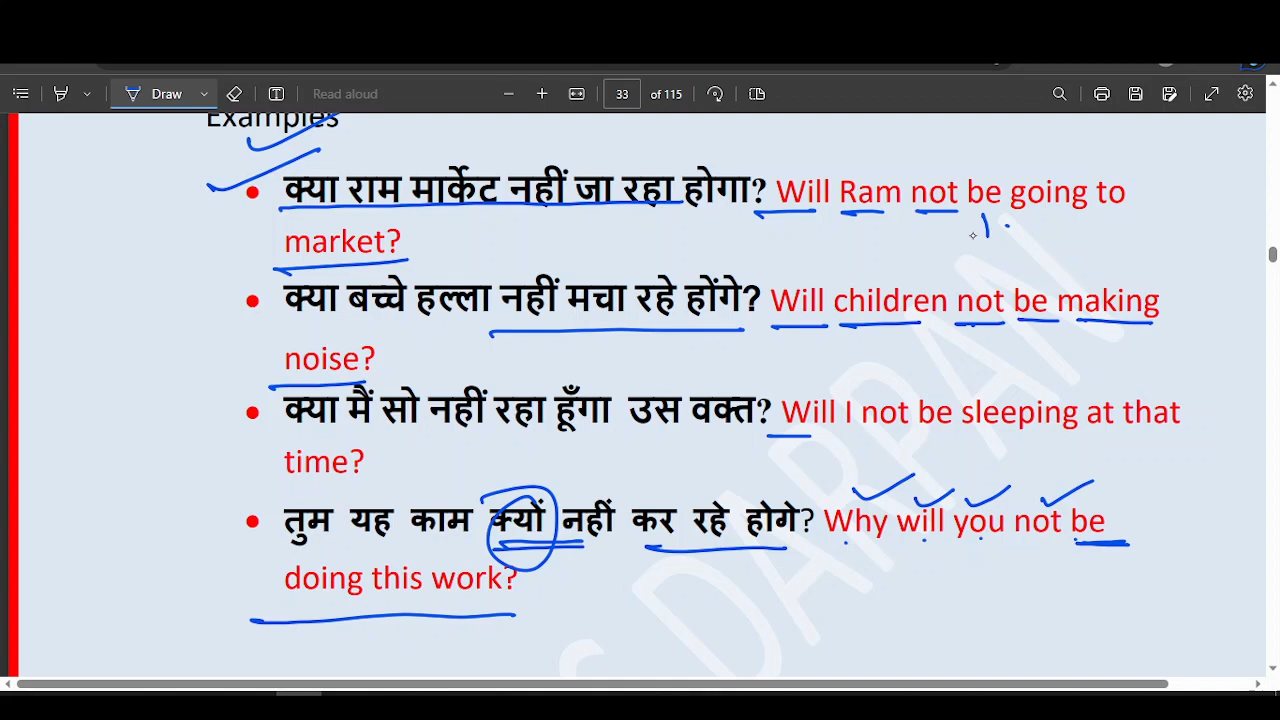 Draw
Read aloud
33 of 115
Examples
क्या राम मार्केट नहीं जा रहा होगा? Will Ram not be going to
market?
क्या बच्चे हल्ला नहीं मचा रहे होंगे? Will children not be making
noise?
क्या मैं सो नहीं रहा हूँगा उस वक्त? Will I not be sleeping at that
time?
तुम यह काम क्यों नहीं कर रहे होगे? Why will you not be
doing this work?
DARPAN